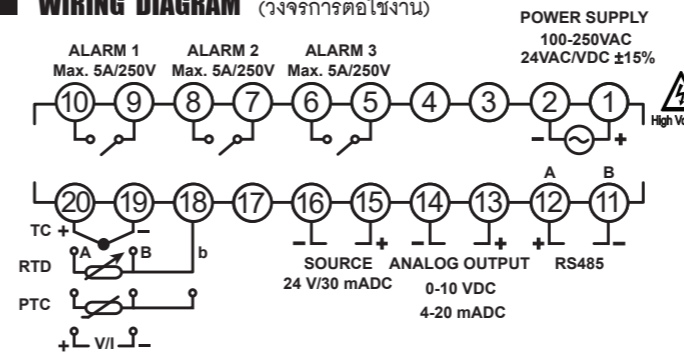 WIRING DIAGRAM (วงจรการต่อใช้งาน)
POWER SUPPLY
100-250VAC
24VAC/VDC ±15%
ALARM 1 ALARM 2 ALARM 3
Max. 5A/250V Max. 5A/250V Max. 5A/250V
10 9 8 7 6 5 4 3 2 1
High Vo
- +
A B
20 19 18 17 16 15 14 13 12 11
TC + - - + - + + -
RTD A B b
SOURCE ANALOG OUTPUT RS485
24 V/30 mADC 0-10 VDC
PTC 4-20 mADC
+ V/I -